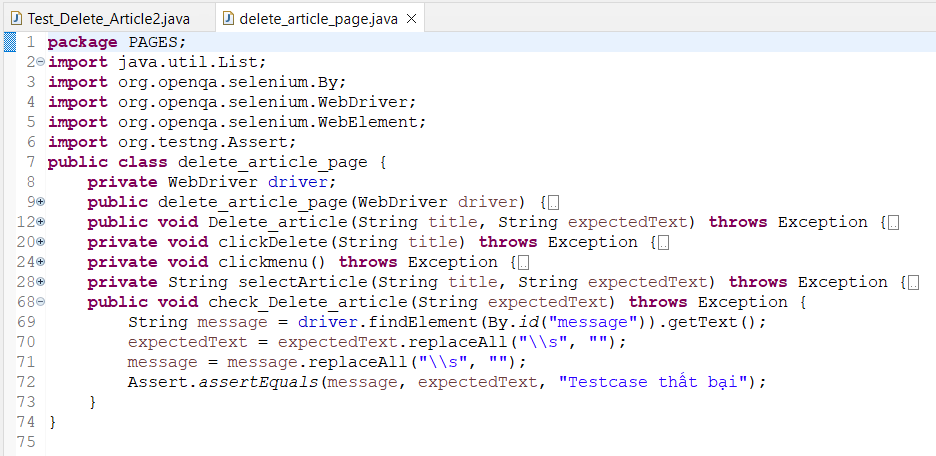 Test_Delete_Article2.java delete_article_page.java
1 package PAGES;
2 import java.util.List;
3 import org.openqa.selenium.By;
4 import org.openqa.selenium.WebDriver;
5 import org.openqa.selenium.WebElement;
6 import org.testng.Assert;
7 public class delete_article_page {
8 private WebDriver driver;
9 public delete_article_page(WebDriver driver) {
12 public void Delete_article(String title, String expectedText) throws Exception {
20 private void clickDelete(String title) throws Exception {
24 private void clickmenu() throws Exception {
28 private String selectArticle(String title, String expectedText) throws Exception {
68 public void check_Delete_article(String expectedText) throws Exception {
69 String message = driver.findElement(By.id("message")).getText();
70 expectedText = expectedText.replaceAll("\\s", "");
71 message = message.replaceAll("\\s", "");
72 Assert.assertEquals(message, expectedText, "Testcase thất bại");
73 }
74 }
75